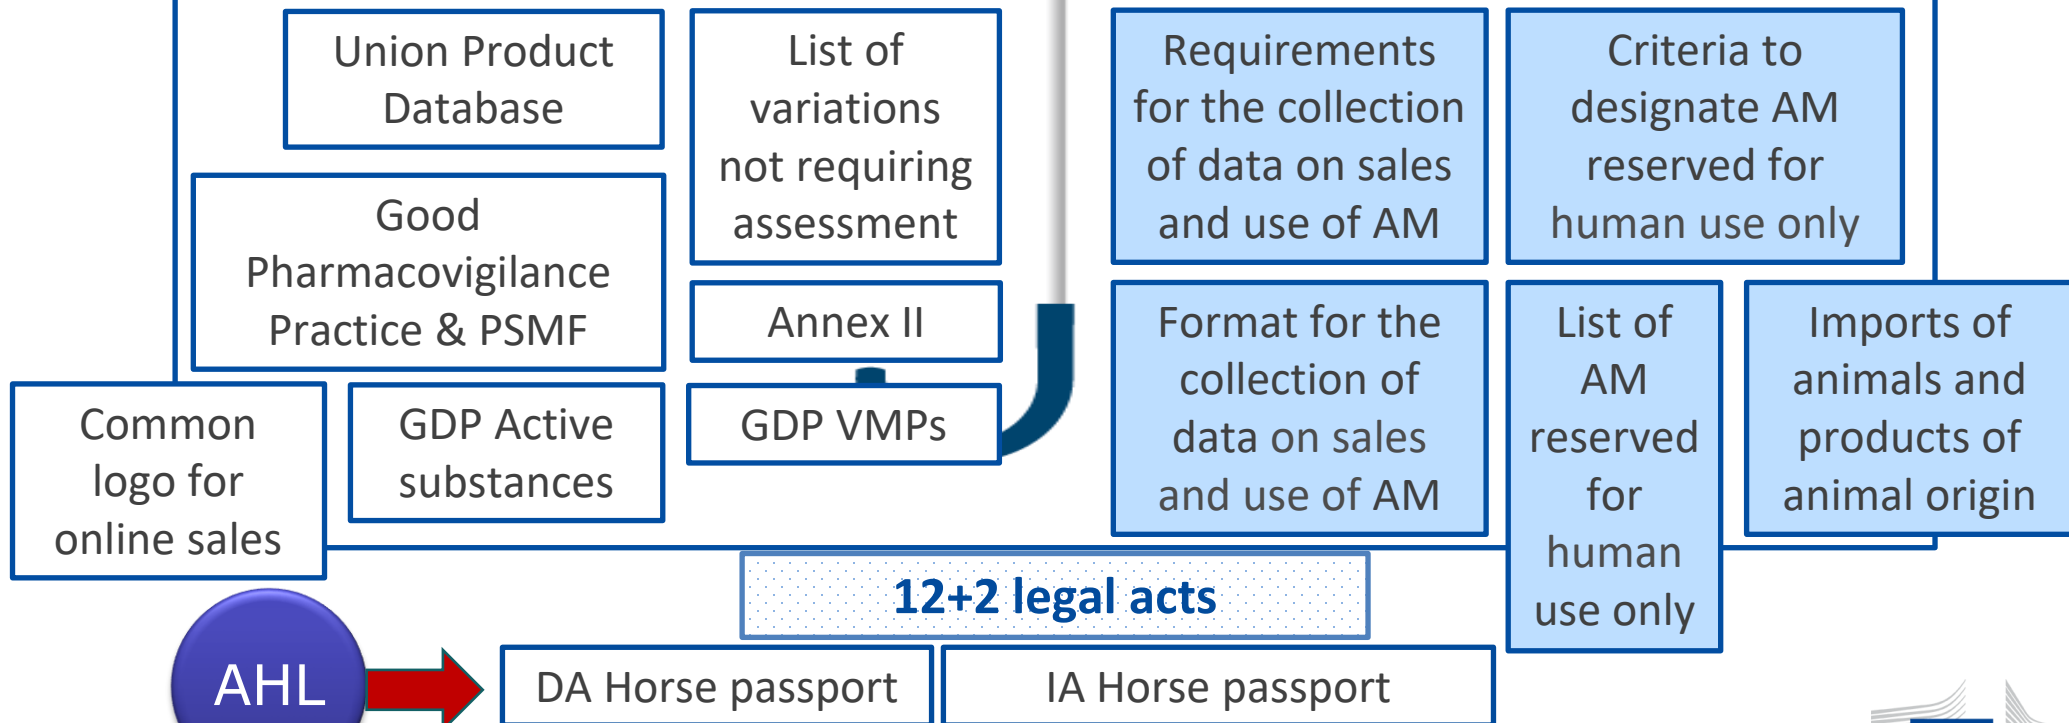 Union Product
Database
List of
variations
not requiring
assessment
Requirements
for the collection
of data on sales
and use of AM
Criteria to
designate AM
reserved for
human use only
Good
Pharmacovigilance
Practice & PSMF
Annex II
Format for the
collection of
data on sales
and use of AM
List of
AM
reserved
for
human
use only
Imports of
animals and
products of
animal origin
Common
logo for
online sales
GDP Active
substances
GDP VMPs
12+2 legal acts
AHL
DA Horse passport
IA Horse passport